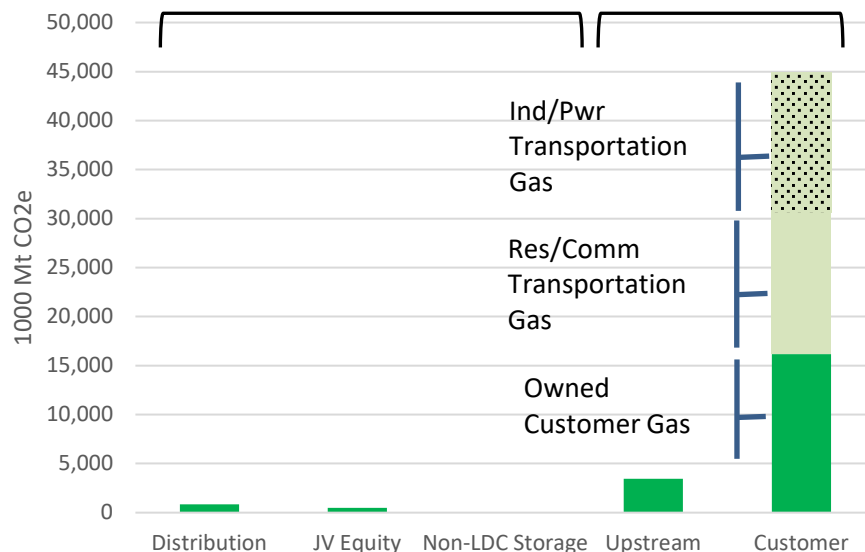 50,000
45,000
40,000
35,000
30,000
25,000
20,000
15,000
10,000
5,000
0
1000 Mt CO2e
Ind/Pwr
Transportation
Gas
Res/Comm
Transportation
Gas
Owned
Customer Gas
Distribution JV Equity Non-LDC Storage Upstream Customer